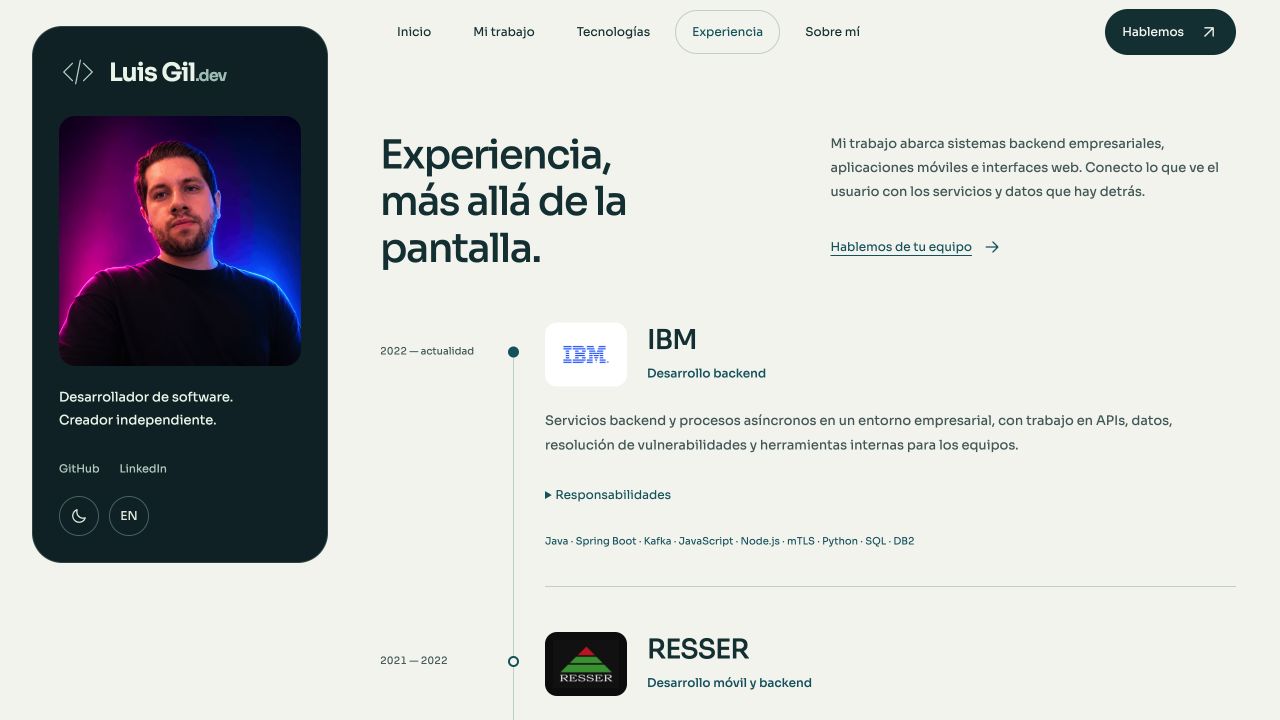 Inicio
Mi trabajo
Tecnologías
Experiencia
Sobre mí
Hablemos
Luis Gil.dev
Desarrollador de software.
Creador independiente.
GitHub
LinkedIn
EN
Experiencia,
más allá de la
pantalla.
Mi trabajo abarca sistemas backend empresariales,
aplicaciones móviles e interfaces web. Conecto lo que ve el
usuario con los servicios y datos que hay detrás.
Hablemos de tu equipo
2022 — actualidad
IBM
IBM
Desarrollo backend
Servicios backend y procesos asíncronos en un entorno empresarial, con trabajo en APIs, datos,
resolución de vulnerabilidades y herramientas internas para los equipos.
Responsabilidades
Java · Spring Boot · Kafka · JavaScript · Node.js · mTLS · Python · SQL · DB2
2021 — 2022
RESSER
RESSER
Desarrollo móvil y backend